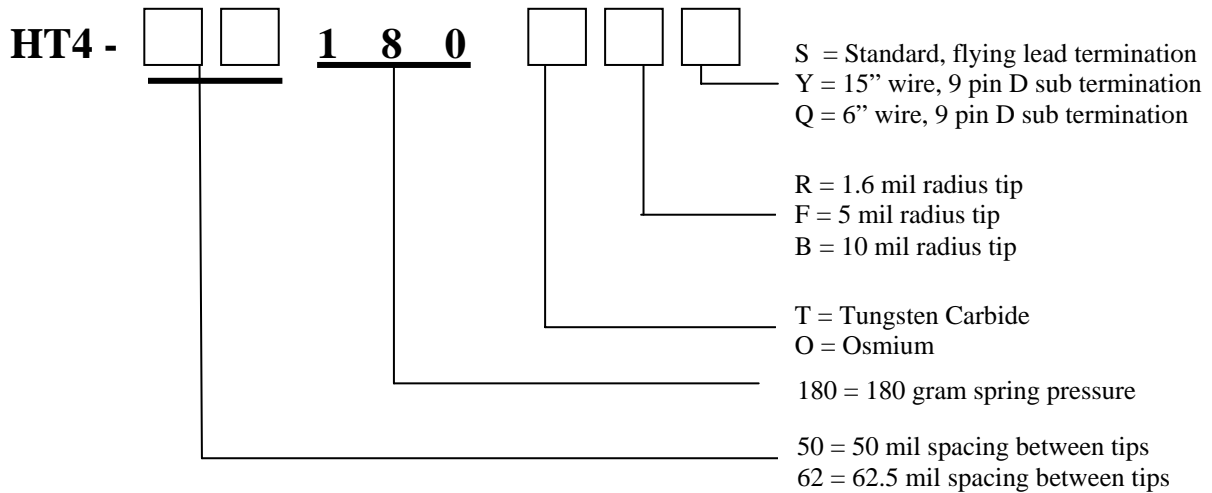 HT4 - 1 8 0
S = Standard, flying lead termination
Y = 15” wire, 9 pin D sub termination
Q = 6” wire, 9 pin D sub termination
R = 1.6 mil radius tip
F = 5 mil radius tip
B = 10 mil radius tip
T = Tungsten Carbide
O = Osmium
180 = 180 gram spring pressure
50 = 50 mil spacing between tips
62 = 62.5 mil spacing between tips